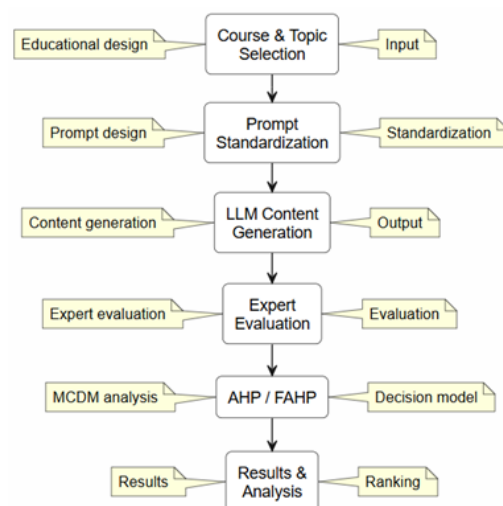 Educational design
Course & Topic
Selection
Input
Prompt design
Prompt
Standardization
Standardization
Content generation
LLM Content
Generation
Output
Expert evaluation
Expert
Evaluation
Evaluation
MCDM analysis
AHP / FAHP
Decision model
Results
Results &
Analysis
Ranking